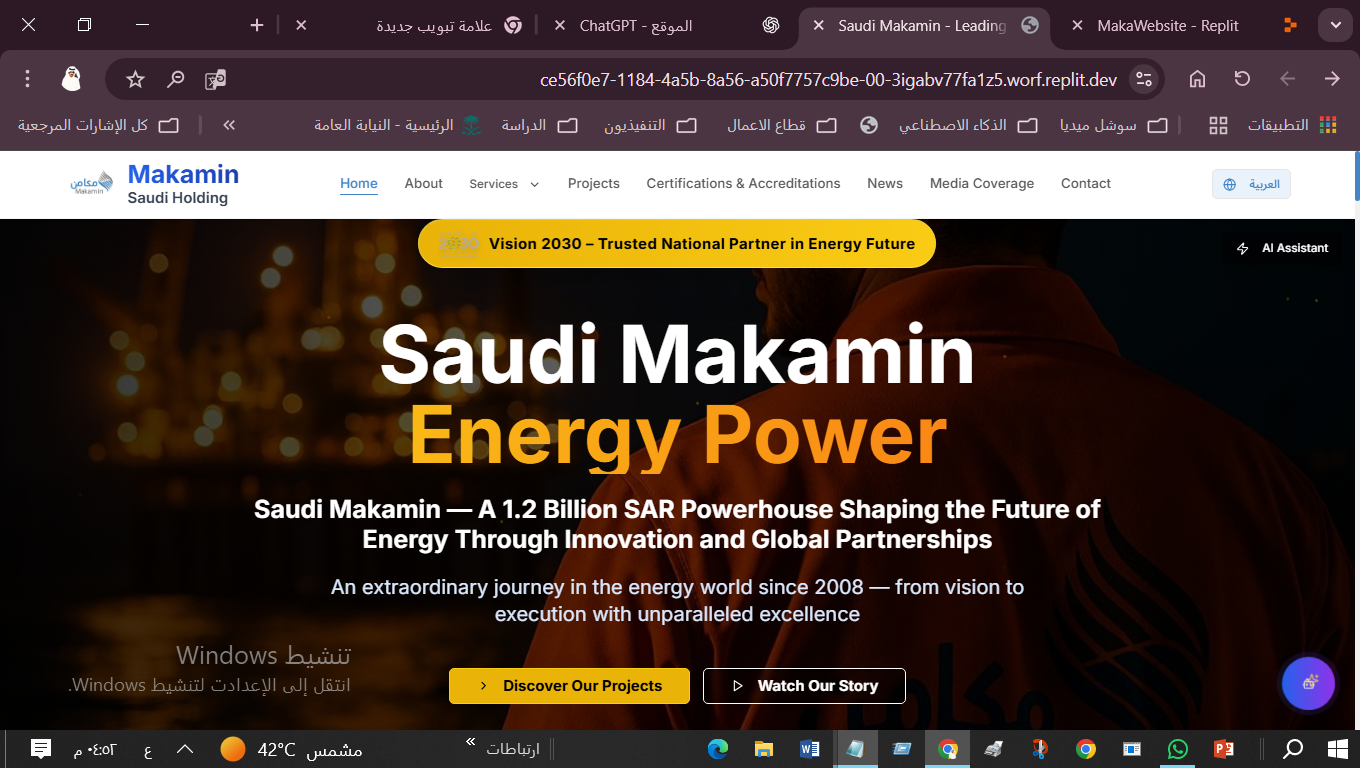 علامة تبويب جديدة
ChatGPT - الموقع
Saudi Makamin - Leading
MakaWebsite - Replit
ce56f0e7-1184-4a5b-8a56-a50f7757c9be-00-3igabv77fa1z5.worf.replit.dev
التطبيقات
سوشل ميديا
الذكاء الاصطناعي
قطاع الاعمال
التنفيذيون
الدراسة
الرئيسية - النيابة العامة
»
كل الإشارات المرجعية
مكامن
Makamin
Makamin
Saudi Holding
Home
About
Services
Projects
Certifications & Accreditations
News
Media Coverage
Contact
العربية
2030
Vision 2030 – Trusted National Partner in Energy Future
AI Assistant
Saudi Makamin
Energy Power
Saudi Makamin — A 1.2 Billion SAR Powerhouse Shaping the Future of
Energy Through Innovation and Global Partnerships
An extraordinary journey in the energy world since 2008 — from vision to
execution with unparalleled excellence
Discover Our Projects
Watch Our Story
مكامن
تنشيط Windows
انتقل إلى الإعدادت لتنشيط Windows.
ارتباطات
»
مشمس 42°C
ع
٠٤:٥٢ م